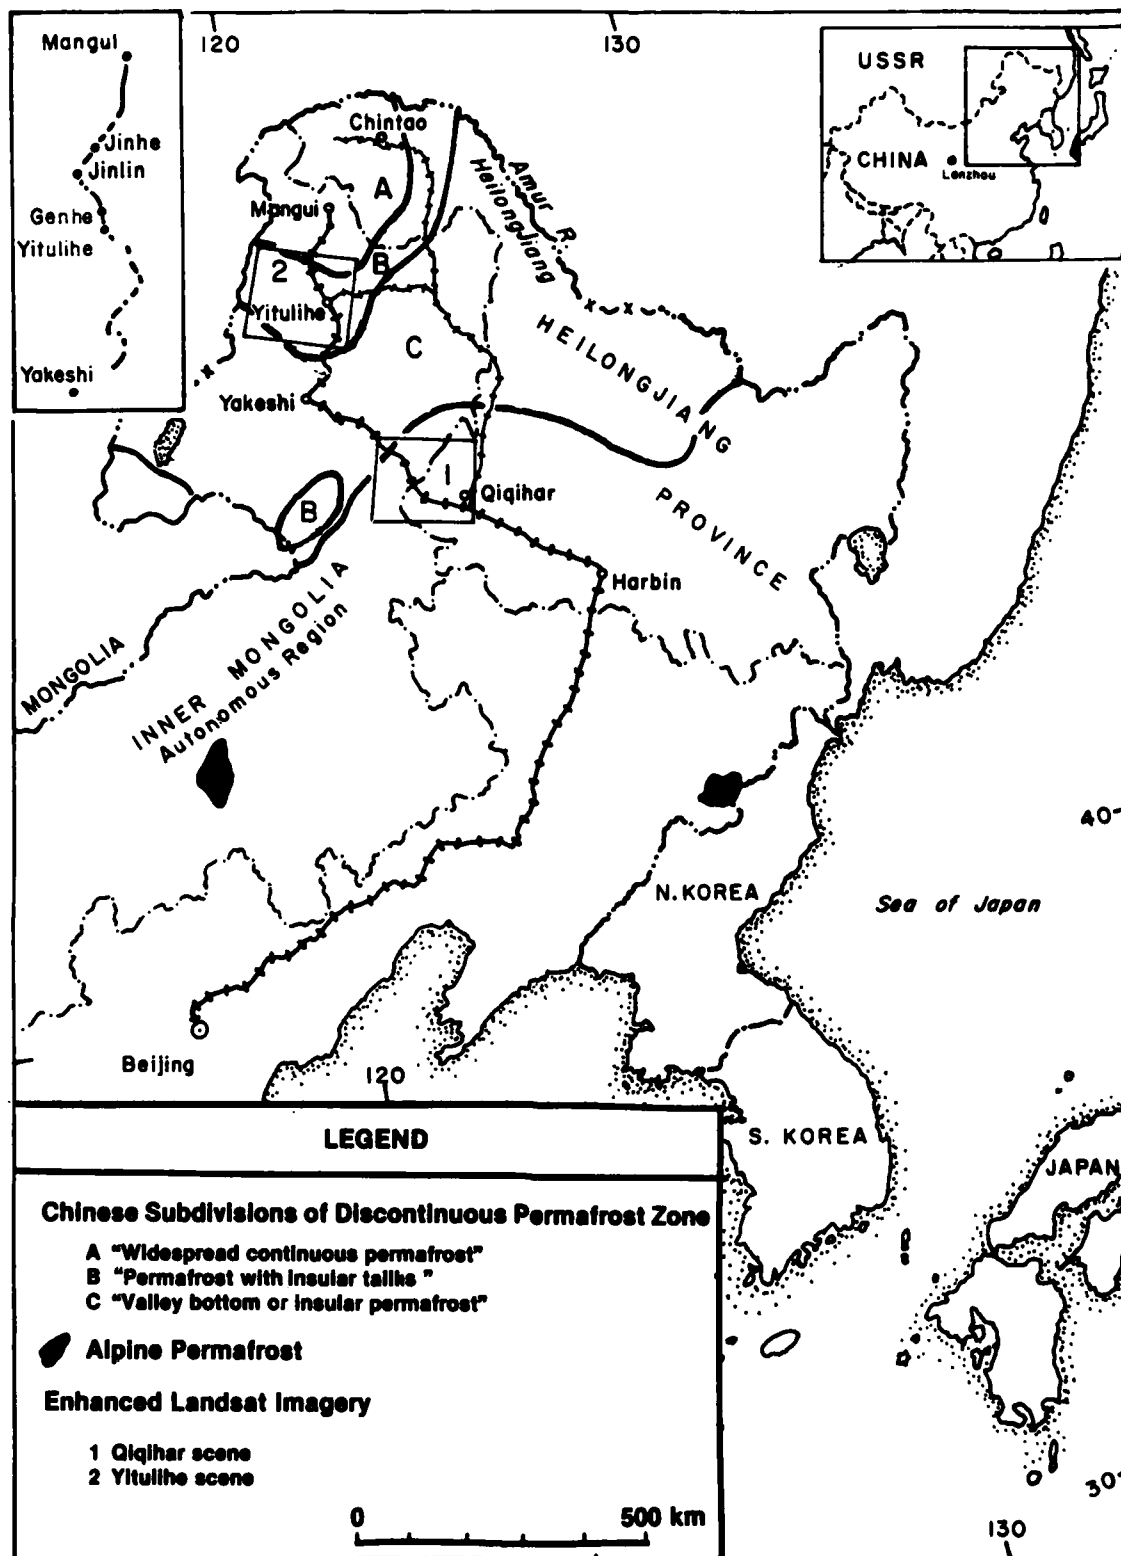 120
130
Mangui
Jinhe
Jinlin
Genhe
Yitulihe
Yakeshi
USSR
CHINA
Lanzhou
Chintao
A
Mangui
B
2
Yitulihe
C
Yakeshi
Amur R.
Heilongjiang
HEILONGJIANG
PROVINCE
1
Qiqihar
B
Harbin
MONGOLIA
INNER MONGOLIA
Autonomous Region
40
N. KOREA
Sea of Japan
Beijing
120
S. KOREA
JAPAN
30
130
LEGEND
Chinese Subdivisions of Discontinuous Permafrost Zone
A "Widespread continuous permafrost"
B "Permafrost with insular taliks "
C "Valley bottom or insular permafrost"
Alpine Permafrost
Enhanced Landsat Imagery
1 Qiqihar scene
2 Yitulihe scene
0 500 km